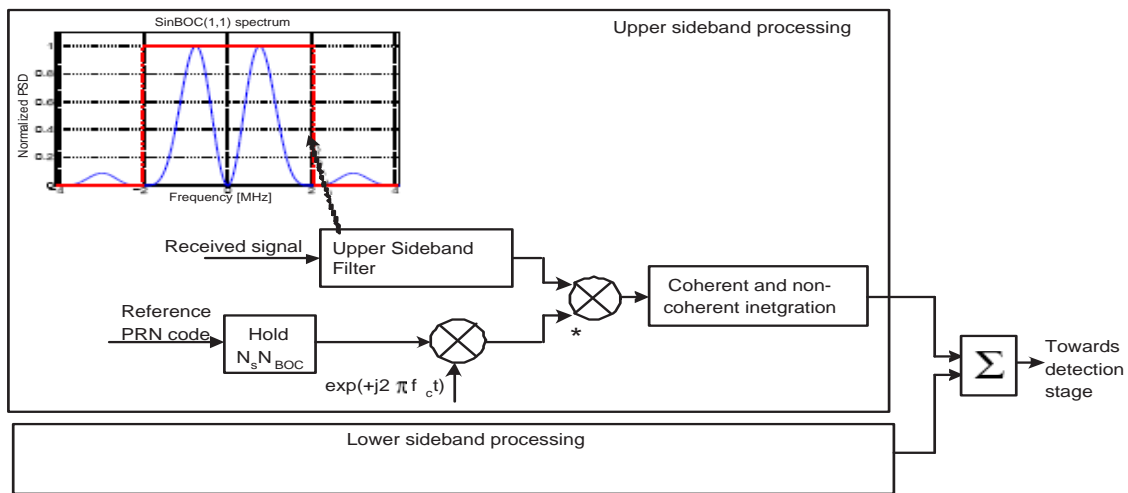 SinBOC(1,1) spectrum
Upper sideband processing
Normalized PSD
1
0.8
0.6
0.4
0.2
0
-4
-2
0
2
4
Frequency [MHz]
Received signal
Upper Sideband
Filter
Coherent and non-
coherent inetgration
Reference
PRN code
Hold
NsNBOC
*
exp(+j2 π fct)
Σ
Towards
detection
stage
Lower sideband processing